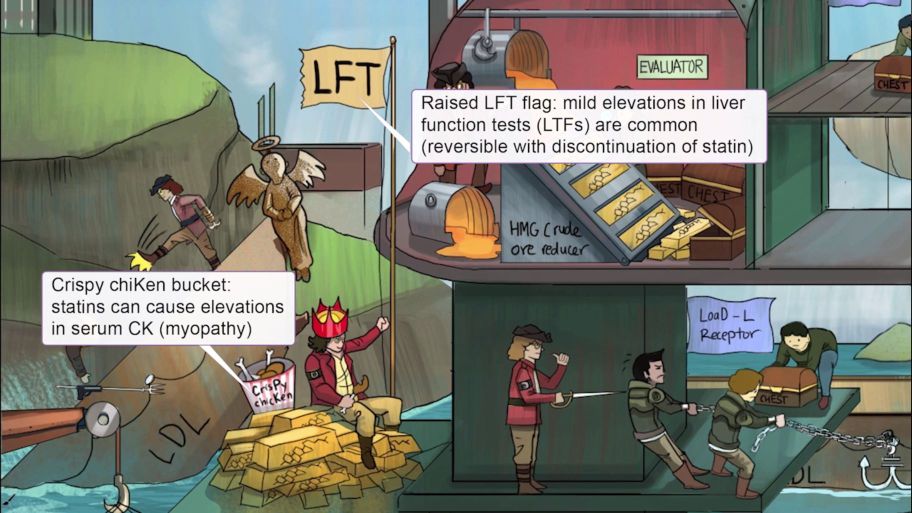 LFT
EVALUATOR
CHEST
Raised LFT flag: mild elevations in liver
function tests (LTFs) are common
(reversible with discontinuation of statin)
CHEST
CHEST
HMG Crude
ore reducer
Crispy chiKen bucket:
statins can cause elevations
in serum CK (myopathy)
LoaD-L
Receptor
Crispy
chicken
CHEST
LDL
DL